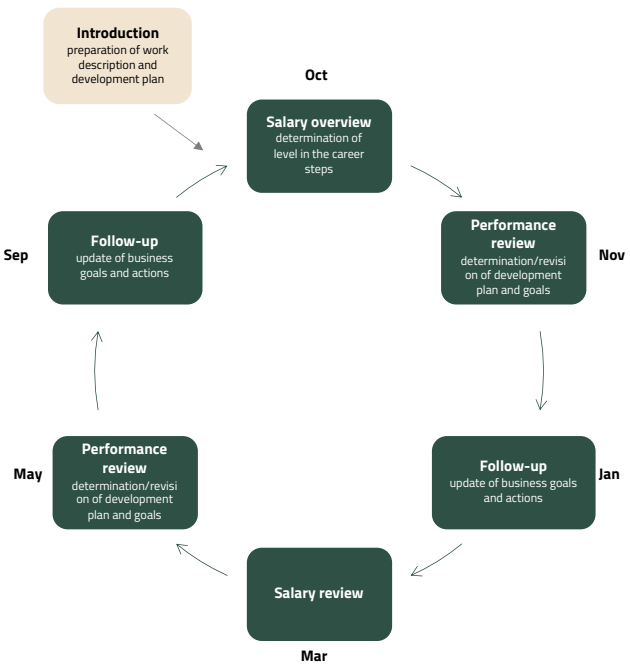 Introduction
preparation of work
description and
development plan
Oct
Salary overview
determination of
level in the career
steps
Performance
review
determination/revisi
on of development
plan and goals
Nov
Follow-up
update of business goals
and actions
Jan
Salary review
Mar
Performance
review
determination/revisi
on of development
plan and goals
May
Follow-up
update of business
goals and actions
Sep